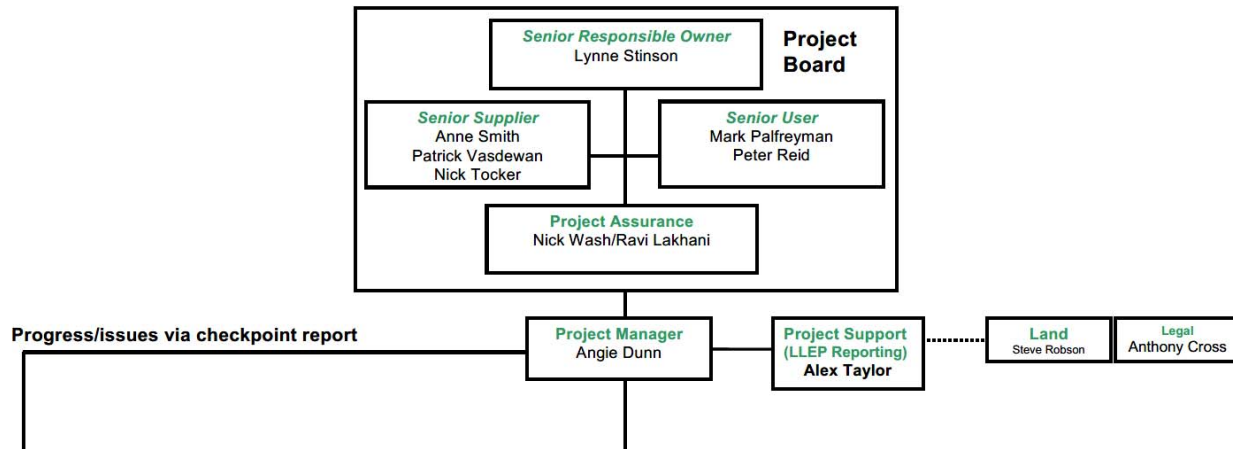 Senior Responsible Owner
Lynne Stinson
Project
Board
Senior Supplier
Anne Smith
Patrick Vasdewan
Nick Tocker
Senior User
Mark Palfreyman
Peter Reid
Project Assurance
Nick Wash/Ravi Lakhani
Progress/issues via checkpoint report
Project Manager
Angie Dunn
Project Support
(LLEP Reporting)
Alex Taylor
Land
Steve Robson
Legal
Anthony Cross